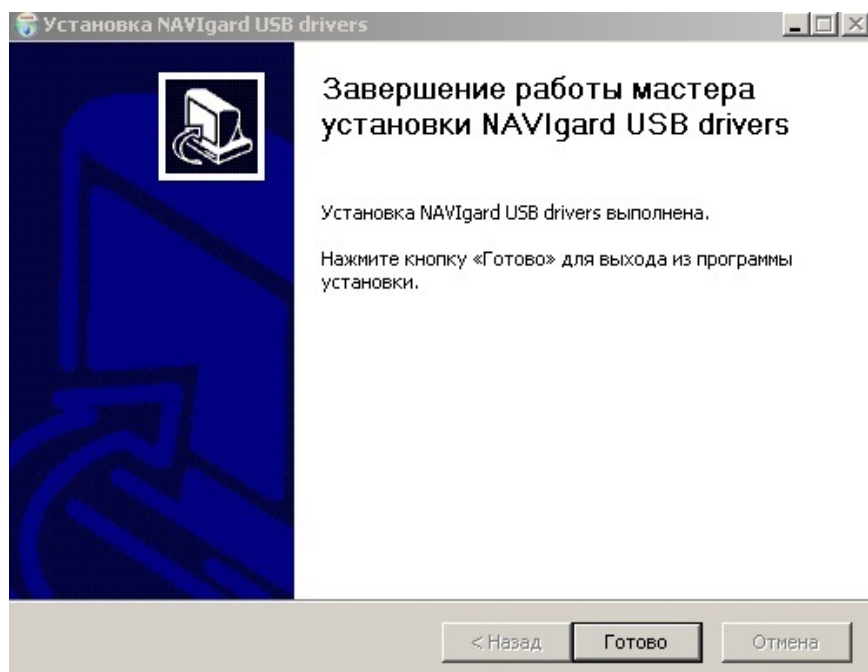 Установка NAVIgard USB drivers
Завершение работы мастера
установки NAVIgard USB drivers
Установка NAVIgard USB drivers выполнена.
Нажмите кнопку «Готово» для выхода из программы
установки.
< Назад Готово Отмена